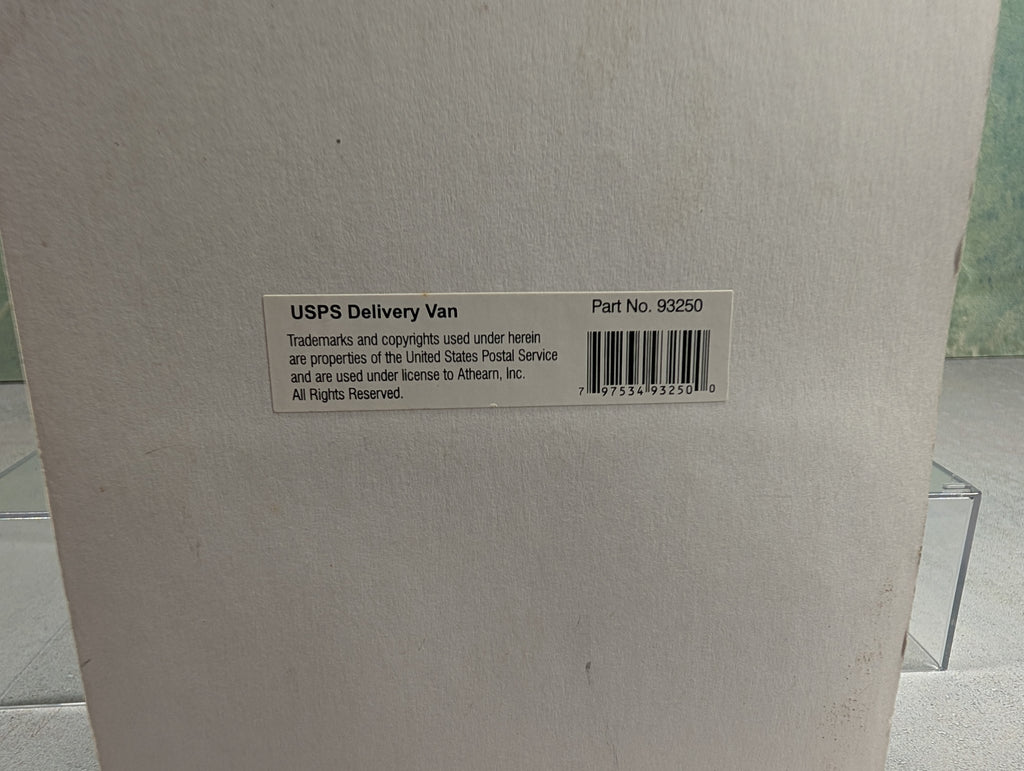 USPS Delivery Van
Part No. 93250
Trademarks and copyrights used under herein
are properties of the United States Postal Service
and are used under license to Athearn, Inc.
All Rights Reserved.
7 97534 93250 0